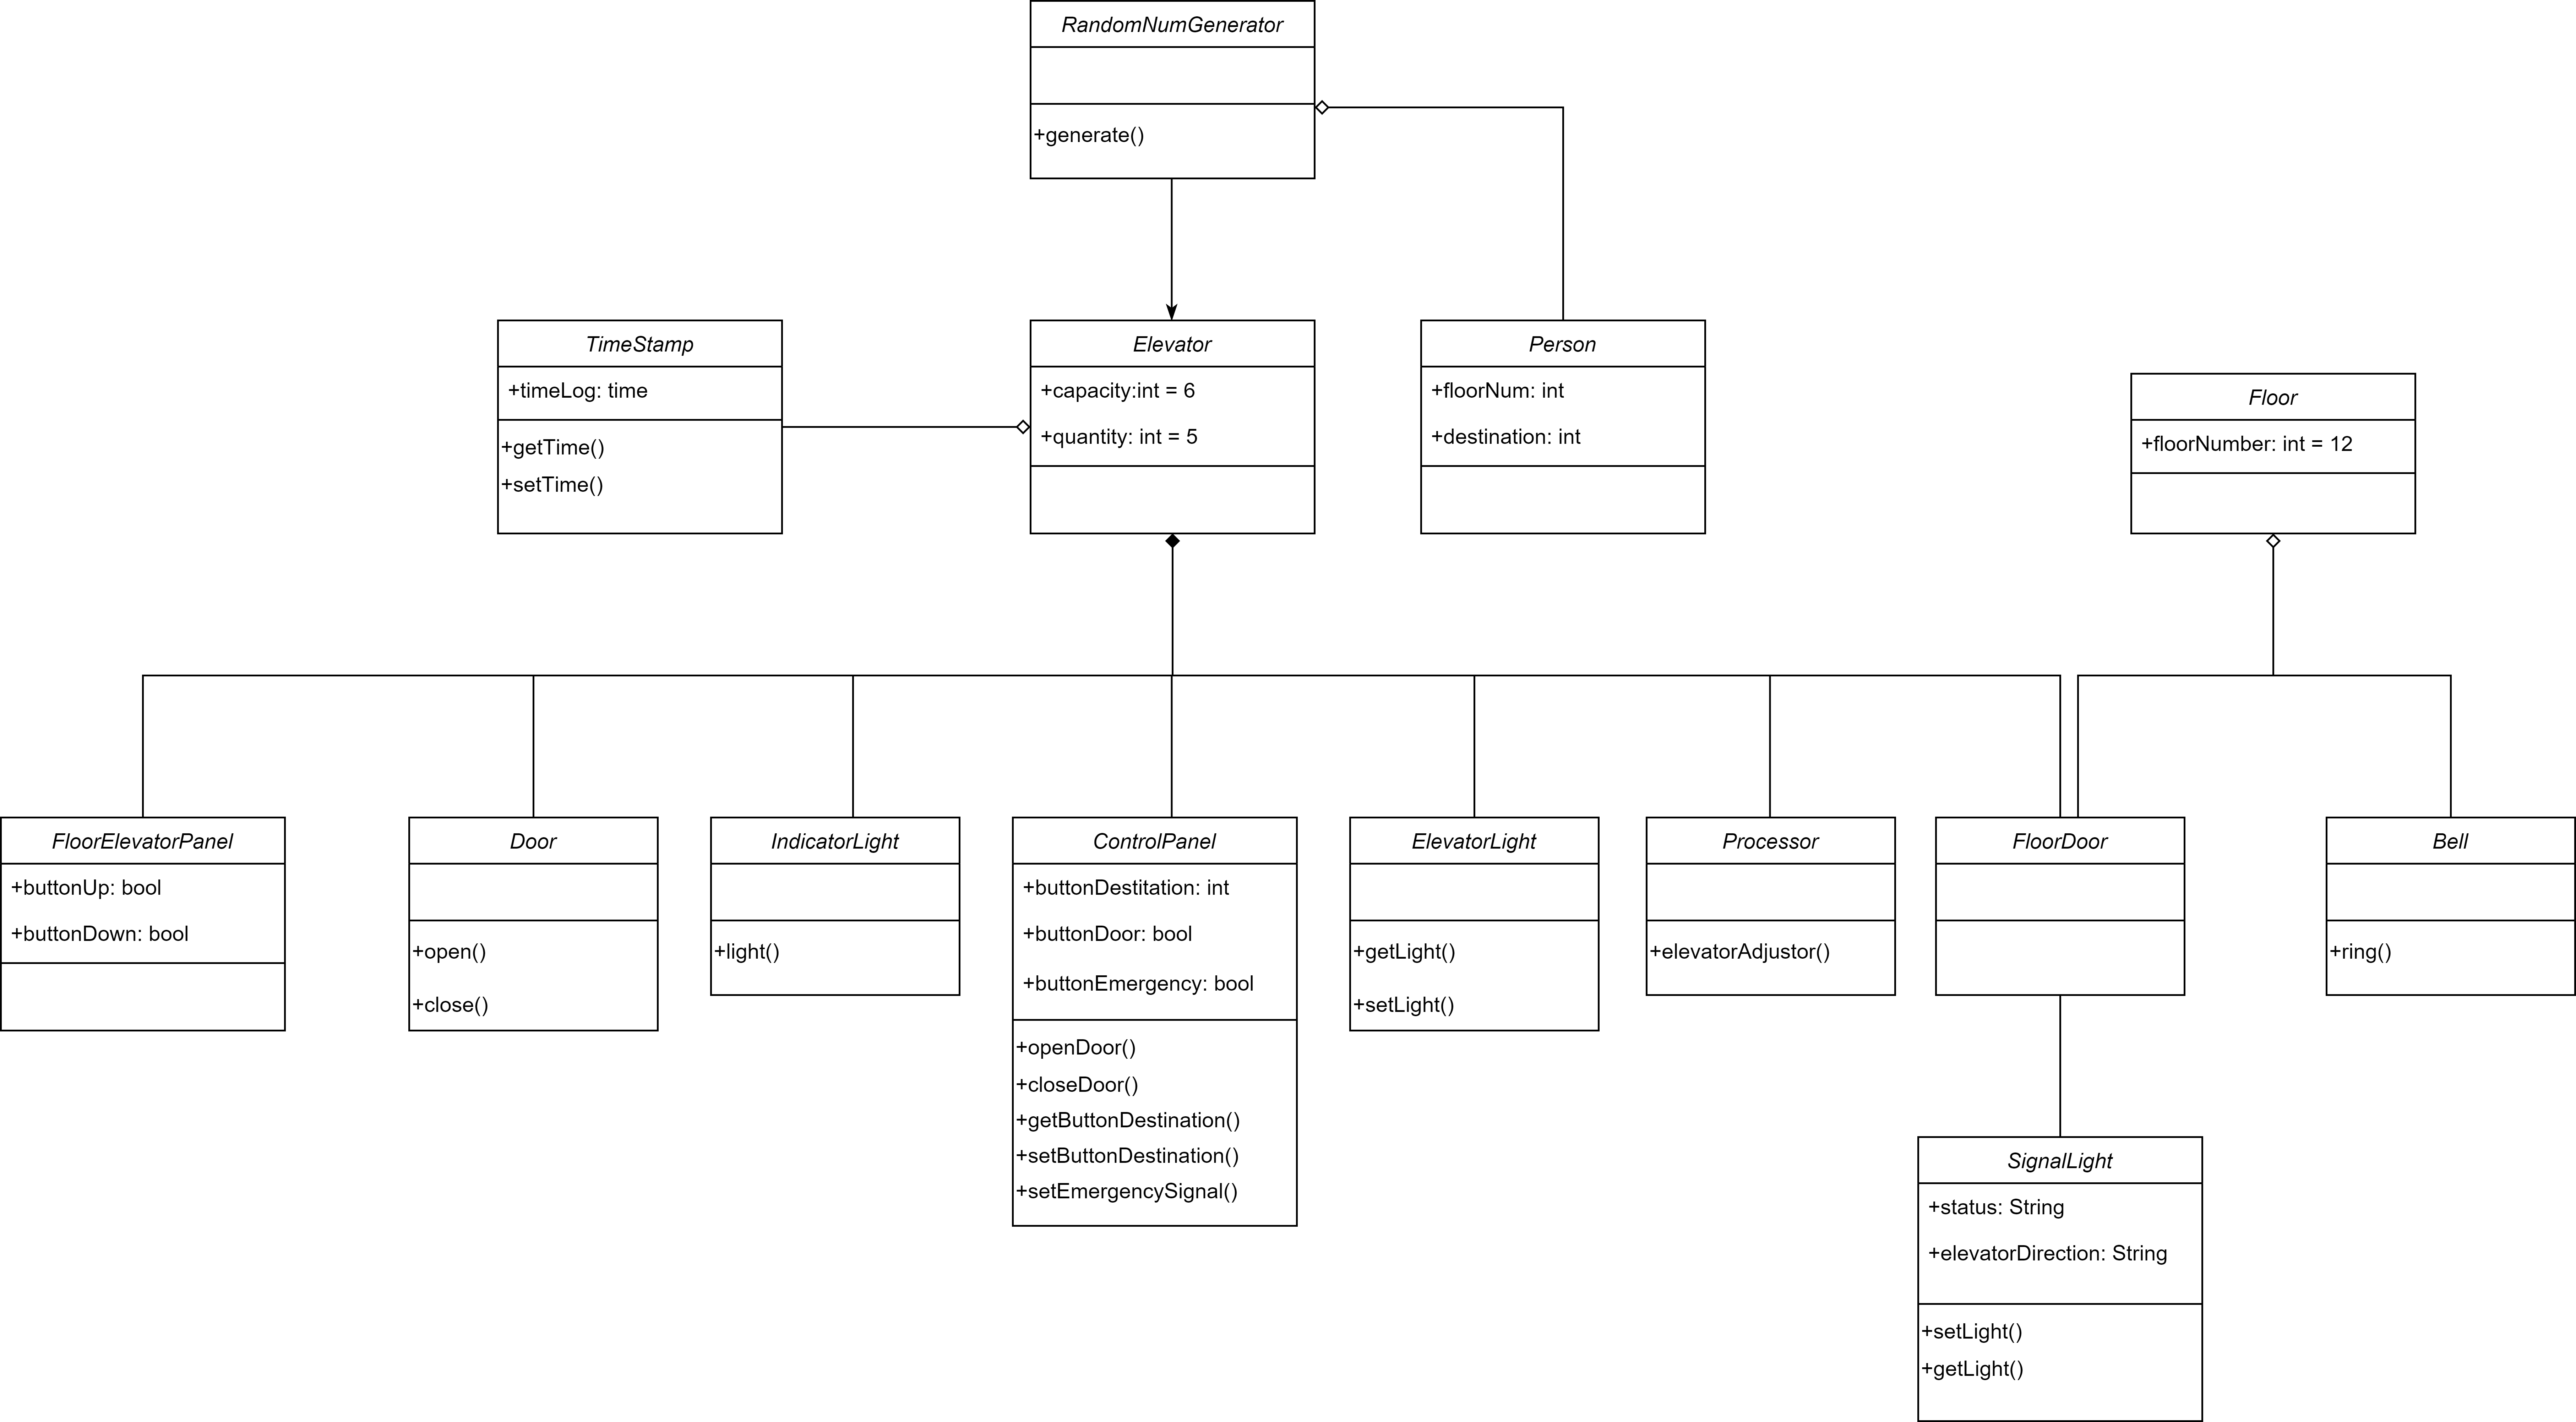 RandomNumGenerator
+generate()
TimeStamp
+timeLog: time
+getTime()
+setTime()
Elevator
+capacity:int = 6
+quantity: int = 5
Person
+floorNum: int
+destination: int
Floor
+floorNumber: int = 12
FloorElevatorPanel
+buttonUp: bool
+buttonDown: bool
Door
+open()
+close()
IndicatorLight
+light()
ControlPanel
+buttonDestitation: int
+buttonDoor: bool
+buttonEmergency: bool
+openDoor()
+closeDoor()
+getButtonDestination()
+setButtonDestination()
+setEmergencySignal()
ElevatorLight
+getLight()
+setLight()
Processor
+elevatorAdjustor()
FloorDoor
Bell
+ring()
SignalLight
+status: String
+elevatorDirection: String
+setLight()
+getLight()